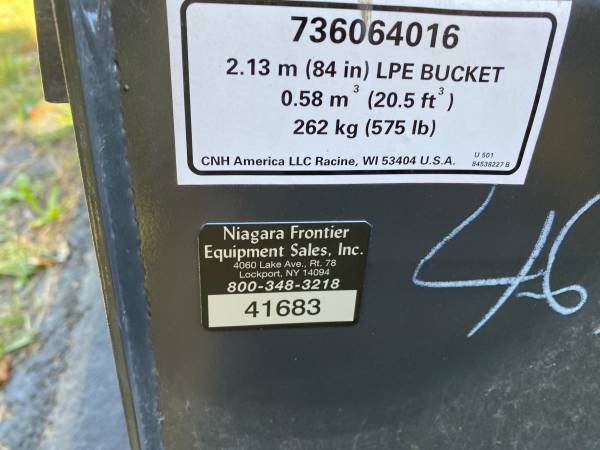 736064016
2.13 m (84 in) LPE BUCKET
0.58 m³ (20.5 ft³)
262 kg (575 lb)
CNH America LLC Racine, WI 53404 U.S.A.
U 501
84538227 B
Niagara Frontier
Equipment Sales, Inc.
4060 Lake Ave., Rt. 78
Lockport, NY 14094
800-348-3218
41683
46